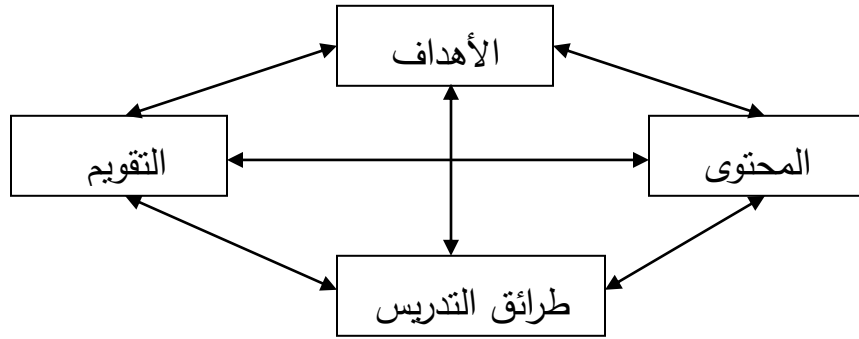 الأهداف
المحتوى
التقويم
طرائق التدريس